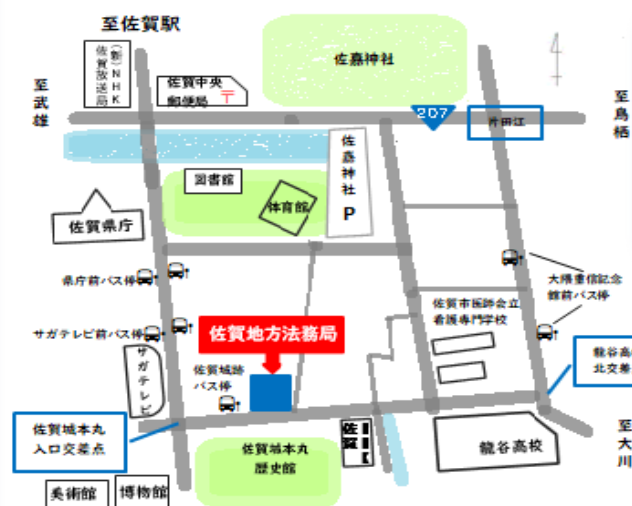 至佐賀駅
(新)NHK
佐賀放送局
至武雄
佐賀中央
郵便局
〒
佐嘉神社
至鳥栖
207
片田江
佐嘉神社
P
図書館
体育館
佐賀県庁
県庁前バス停
大隈重信記念
館前バス停
サガテレビ前バス停
佐賀地方法務局
佐賀市医師会立
看護専門学校
サガテレビ
佐賀城跡
バス停
龍谷高
北交差
佐賀城本丸
入口交差点
佐賀城本丸
歴史館
佐賀
龍谷高校
至大川
美術館
博物館